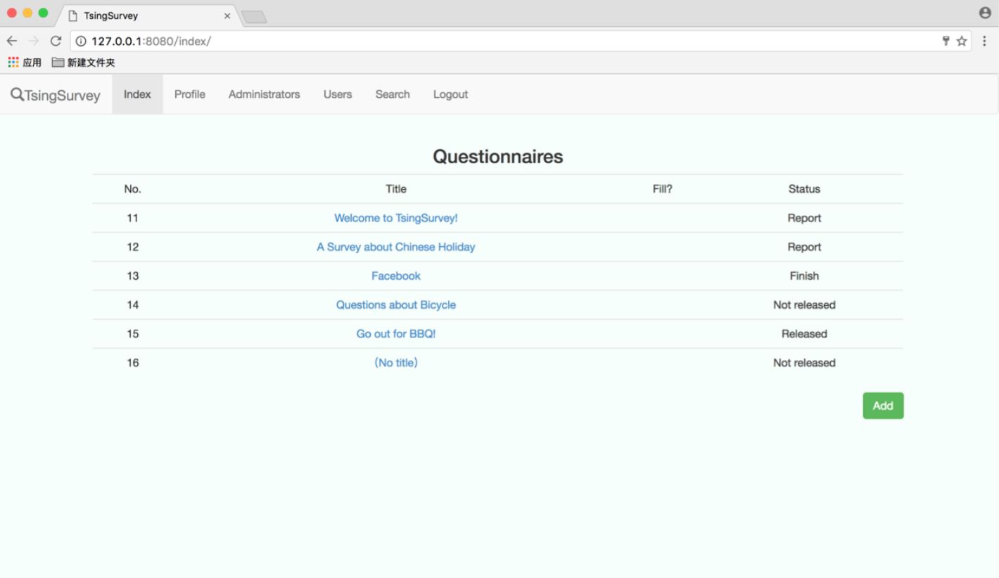 TsingSurvey
127.0.0.1:8080/index/
应用 新建文件夹
TsingSurvey Index Profile Administrators Users Search Logout
Questionnaires
No. Title Fill? Status
11 Welcome to TsingSurvey! Report
12 A Survey about Chinese Holiday Report
13 Facebook Finish
14 Questions about Bicycle Not released
15 Go out for BBQ! Released
16 (No title) Not released
Add